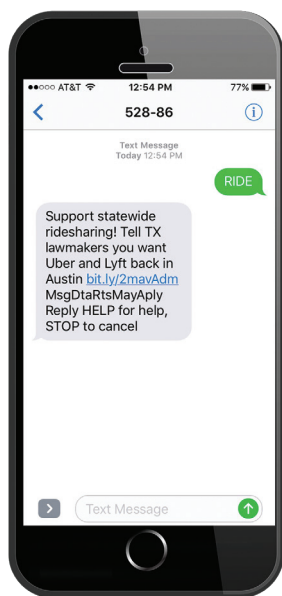 AT&T 12:54 PM 77%
528-86
Text Message
Today 12:54 PM
RIDE
Support statewide
ridesharing! Tell TX
lawmakers you want
Uber and Lyft back in
Austin bit.ly/2mavAdm
MsgDtaRtsMayAply
Reply HELP for help,
STOP to cancel
Text Message